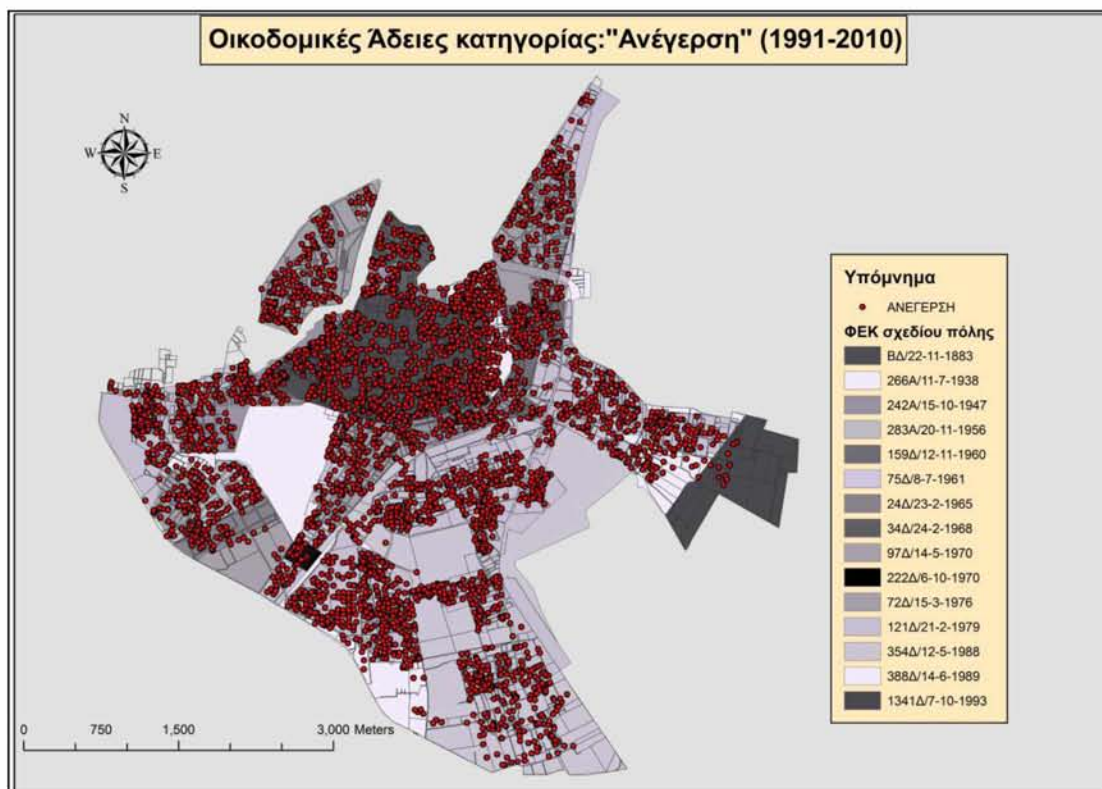 Οικοδομικές Άδειες κατηγορίας:"Ανέγερση" (1991-2010)
N
W E
S
Υπόμνημα
ΑΝΕΓΕΡΣΗ
ΦΕΚ σχεδίου πόλης
ΒΔ/22-11-1883
266Α/11-7-1938
242Α/15-10-1947
283Α/20-11-1956
159Δ/12-11-1960
75Δ/8-7-1961
24Δ/23-2-1965
34Δ/24-2-1968
97Δ/14-5-1970
222Δ/6-10-1970
72Δ/15-3-1976
121Δ/21-2-1979
354Δ/12-5-1988
388Δ/14-6-1989
1341Δ/7-10-1993
0 750 1,500 3,000 Meters